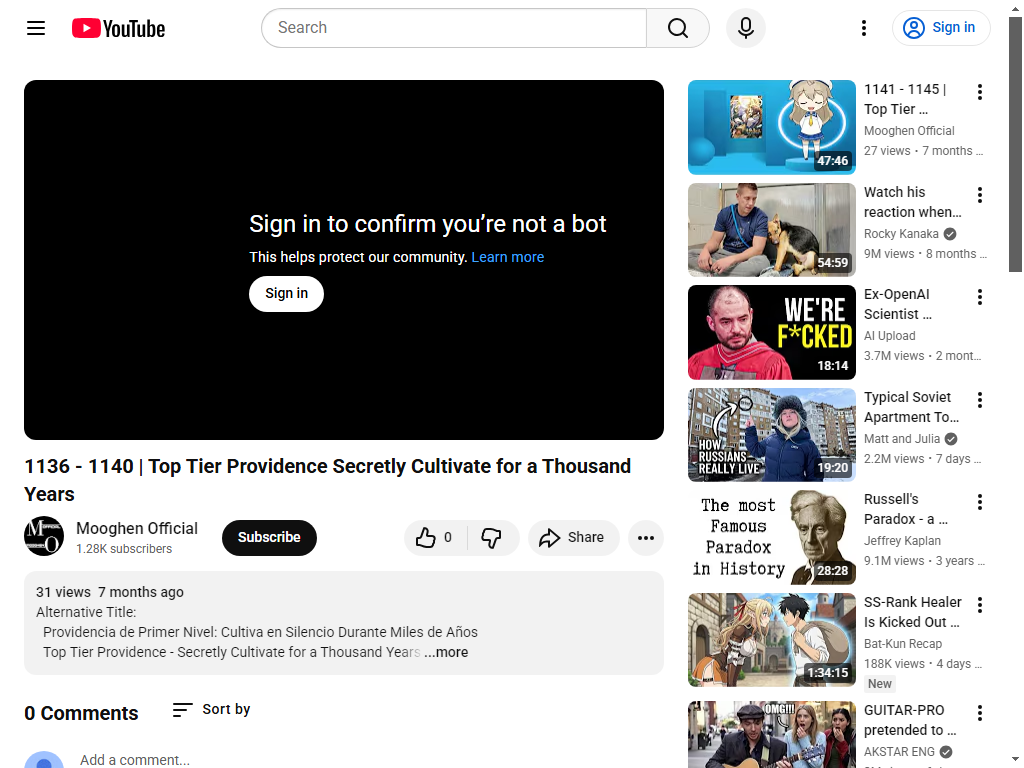 YouTube
Search
Sign in
Sign in to confirm you’re not a bot
This helps protect our community. Learn more
Sign in
1136 - 1140 | Top Tier Providence Secretly Cultivate for a Thousand
Years
Mooghen Official
1.28K subscribers
Subscribe
0
Share
31 views 7 months ago
Alternative Title:
Providencia de Primer Nivel: Cultiva en Silencio Durante Miles de Años
Top Tier Providence - Secretly Cultivate for a Thousand Years ...more
0 Comments
Sort by
Add a comment...
47:46
1141 - 1145 |
Top Tier ...
Mooghen Official
27 views • 7 months ...
54:59
Watch his
reaction when...
Rocky Kanaka
9M views • 8 months ...
WE'RE
F*CKED
18:14
Ex-OpenAI
Scientist ...
AI Upload
3.7M views • 2 mont...
HOW
RUSSIANS
REALLY LIVE
19:20
Typical Soviet
Apartment To...
Matt and Julia
2.2M views • 7 days ...
The most
Famous
Paradox
in History
28:28
Russell's
Paradox - a ...
Jeffrey Kaplan
9.1M views • 3 years ...
1:34:15
SS-Rank Healer
Is Kicked Out ...
Bat-Kun Recap
188K views • 4 days ...
New
OMG!!!
GUITAR-PRO
pretended to ...
AKSTAR ENG